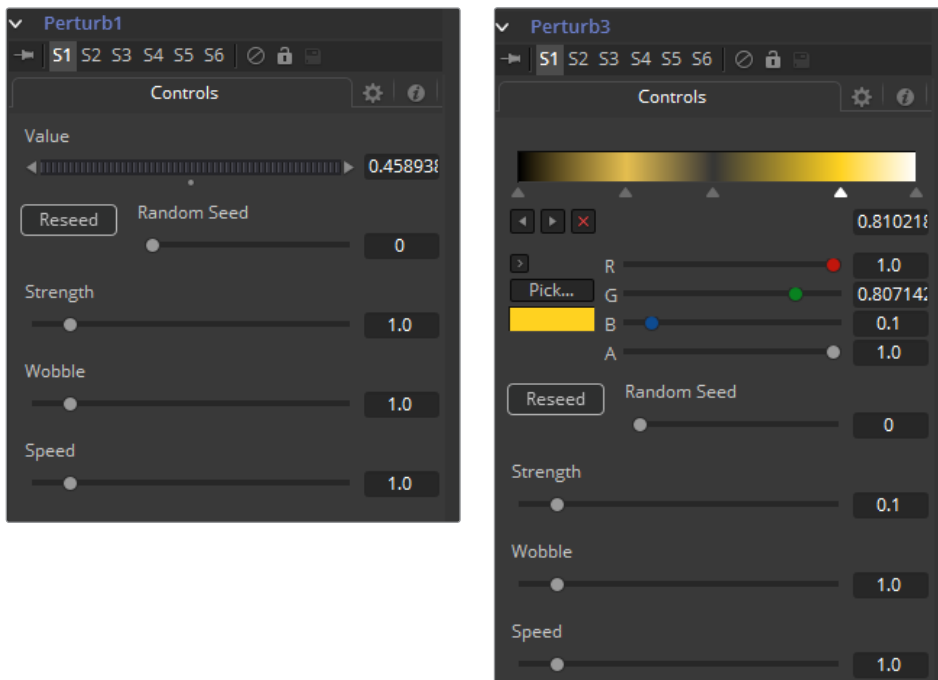 Perturb1
S1 S2 S3 S4 S5 S6
Controls
Value
0.458938
Reseed
Random Seed
0
Strength
1.0
Wobble
1.0
Speed
1.0
Perturb3
S1 S2 S3 S4 S5 S6
Controls
0.810218
R 1.0
Pick...
G 0.807142
B 0.1
A 1.0
Reseed
Random Seed
0
Strength
0.1
Wobble
1.0
Speed
1.0